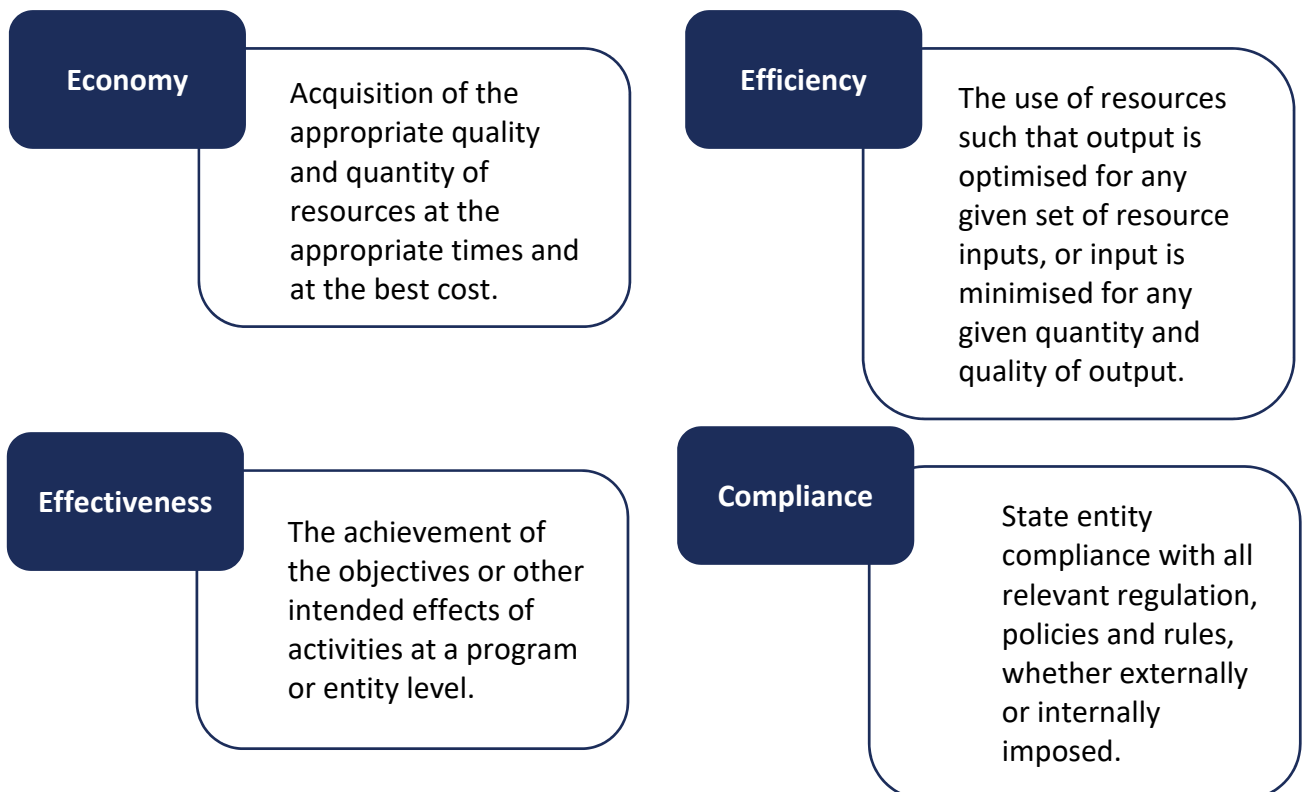 Economy
Acquisition of the
appropriate quality
and quantity of
resources at the
appropriate times and
at the best cost.
Efficiency
The use of resources
such that output is
optimised for any
given set of resource
inputs, or input is
minimised for any
given quantity and
quality of output.
Effectiveness
The achievement of
the objectives or other
intended effects of
activities at a program
or entity level.
Compliance
State entity
compliance with all
relevant regulation,
policies and rules,
whether externally
or internally
imposed.